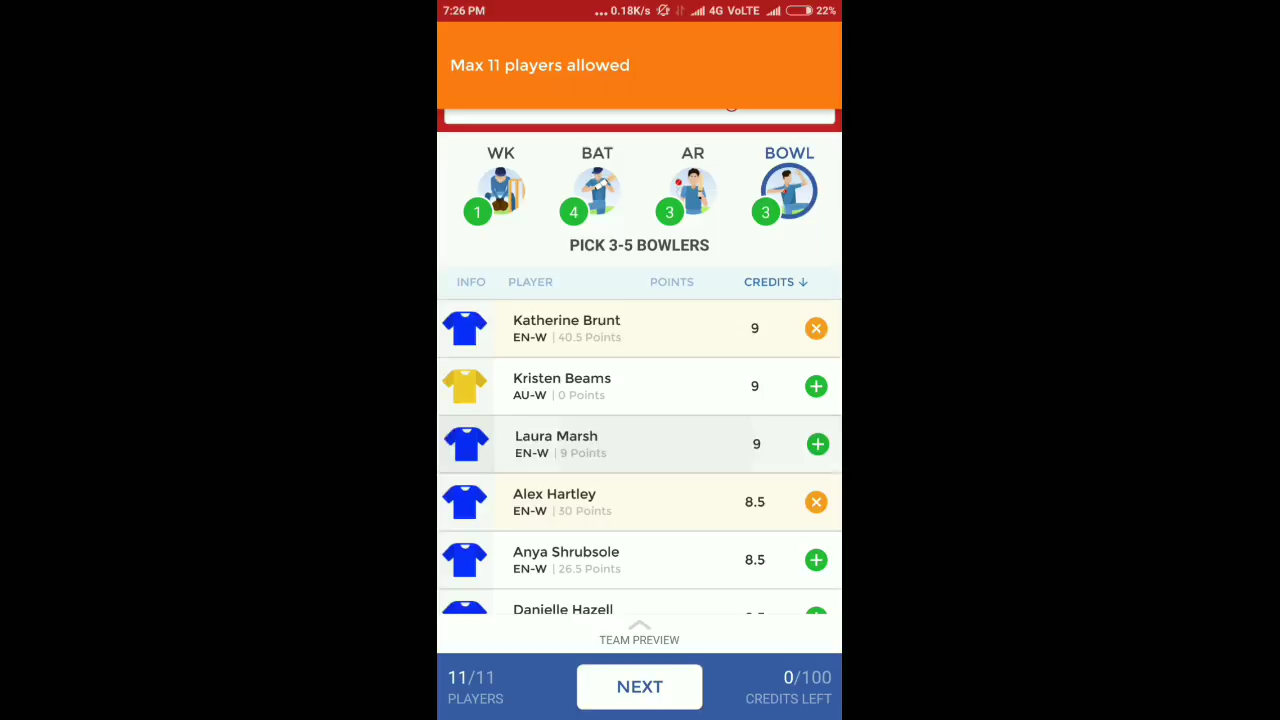 7:26 PM ... 0.18K/s 4G VoLTE 22%
Max 11 players allowed
WK BAT AR BOWL
1 4 3 3
PICK 3-5 BOWLERS
INFO PLAYER POINTS CREDITS ↓
Katherine Brunt
EN-W | 40.5 Points 9
Kristen Beams
AU-W | 0 Points 9
Laura Marsh
EN-W | 9 Points 9
Alex Hartley
EN-W | 30 Points 8.5
Anya Shrubsole
EN-W | 26.5 Points 8.5
Danielle Hazell
TEAM PREVIEW
11/11 NEXT 0/100
PLAYERS CREDITS LEFT